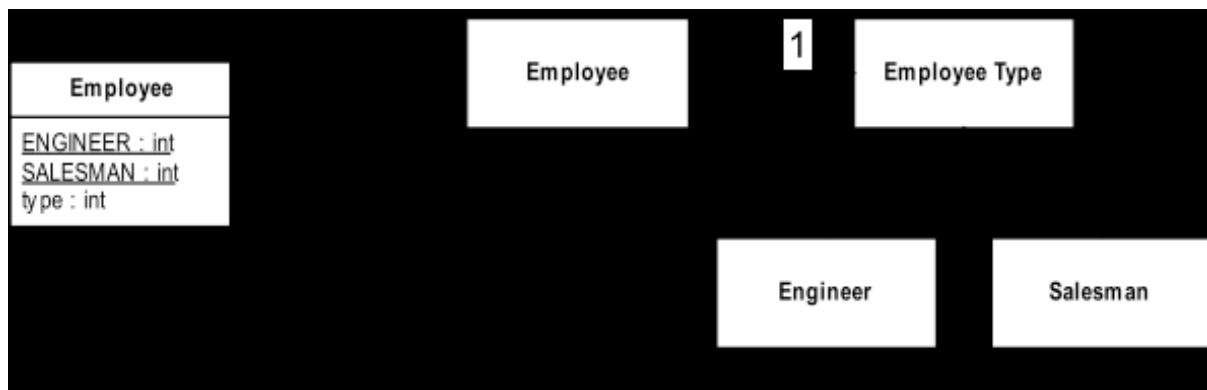 Employee
ENGINEER : int
SALESMAN : int
type : int
Employee
1
Employee Type
Engineer
Salesman